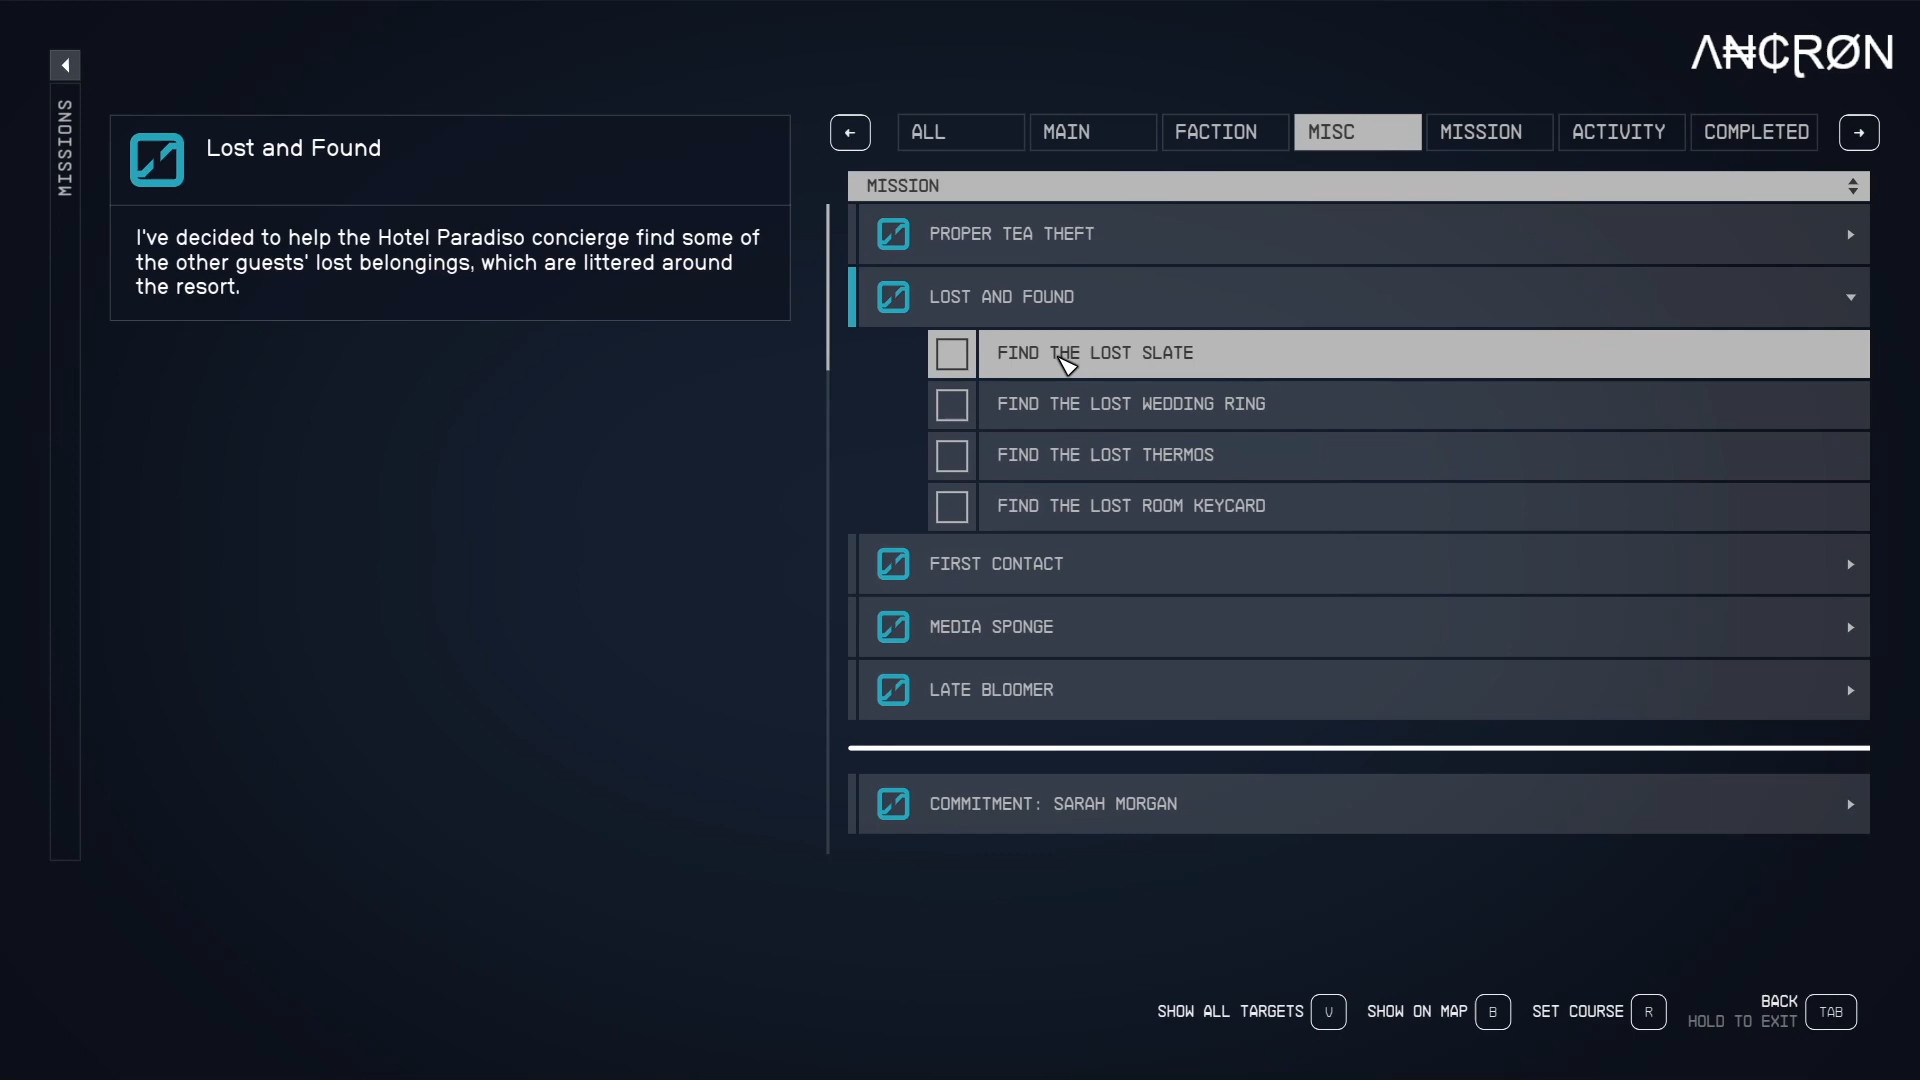 Λ₦₵ⱤØN
MISSIONS
Lost and Found
I've decided to help the Hotel Paradiso concierge find some of
the other guests' lost belongings, which are littered around
the resort.
ALL
MAIN
FACTION
MISC
MISSION
ACTIVITY
COMPLETED
MISSION
PROPER TEA THEFT
LOST AND FOUND
FIND THE LOST SLATE
FIND THE LOST WEDDING RING
FIND THE LOST THERMOS
FIND THE LOST ROOM KEYCARD
FIRST CONTACT
MEDIA SPONGE
LATE BLOOMER
COMMITMENT: SARAH MORGAN
SHOW ALL TARGETS V
SHOW ON MAP B
SET COURSE R
BACK
HOLD TO EXIT
TAB